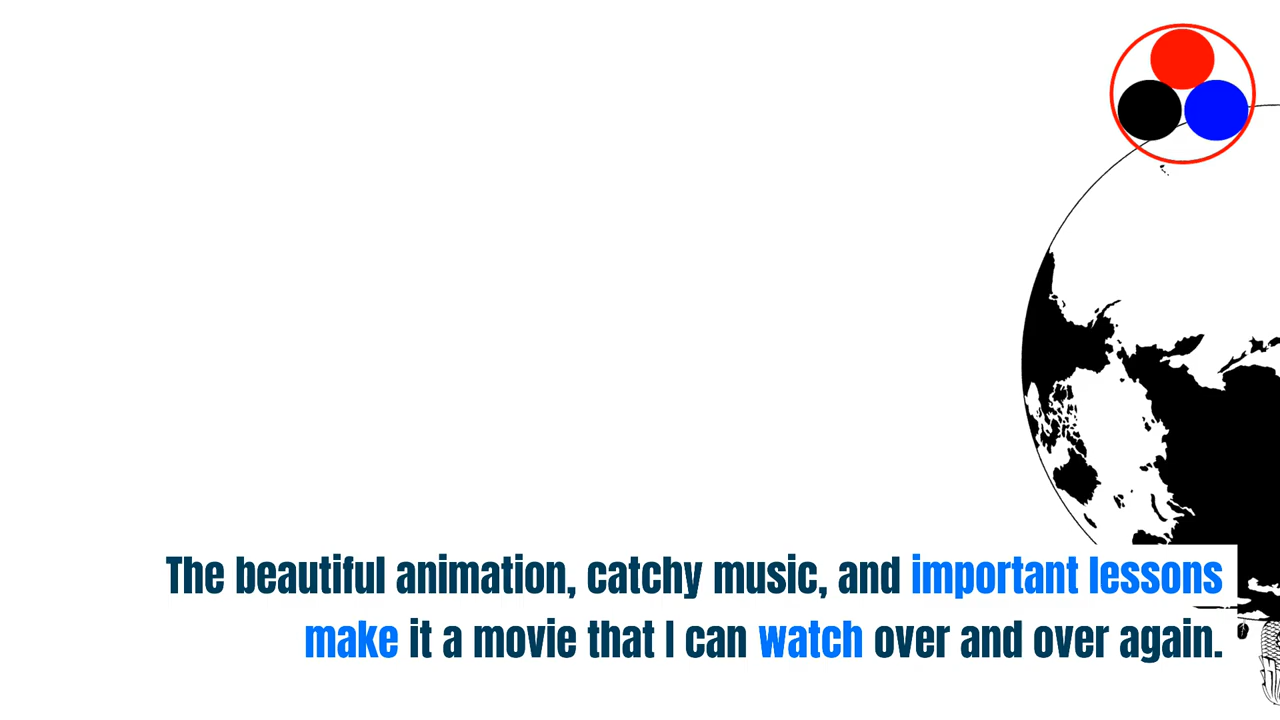 The beautiful animation, catchy music, and important lessons
make it a movie that I can watch over and over again.